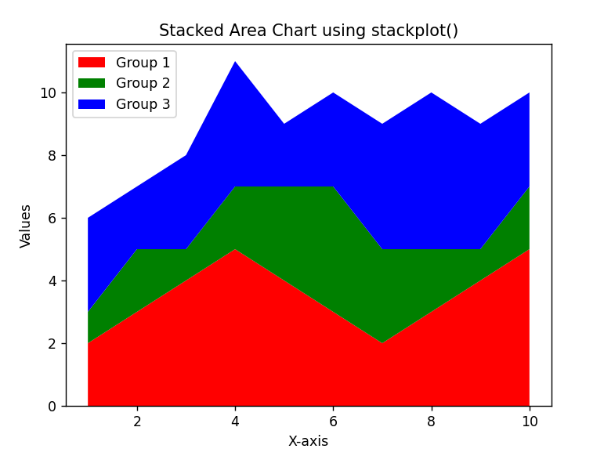 Stacked Area Chart using stackplot()
Group 1
Group 2
Group 3
10
8
6
4
2
0
Values
2 4 6 8 10
X-axis